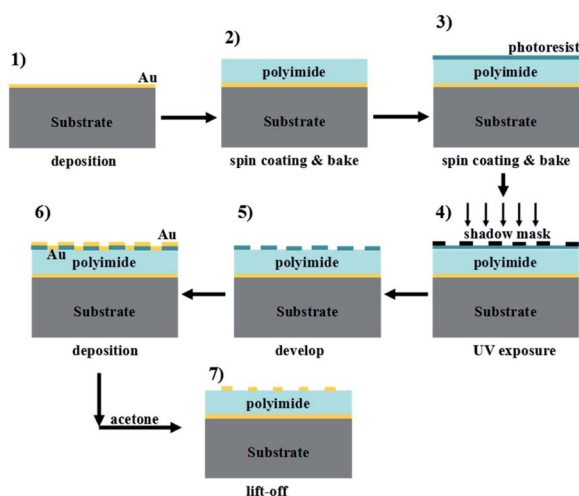 1)
Au
Substrate
deposition
2)
polyimide
Substrate
spin coating & bake
3)
photoresist
polyimide
Substrate
spin coating & bake
4)
shadow mask
polyimide
Substrate
UV exposure
5)
polyimide
Substrate
develop
6)
Au
Au
polyimide
Substrate
deposition
acetone
7)
polyimide
Substrate
lift-off